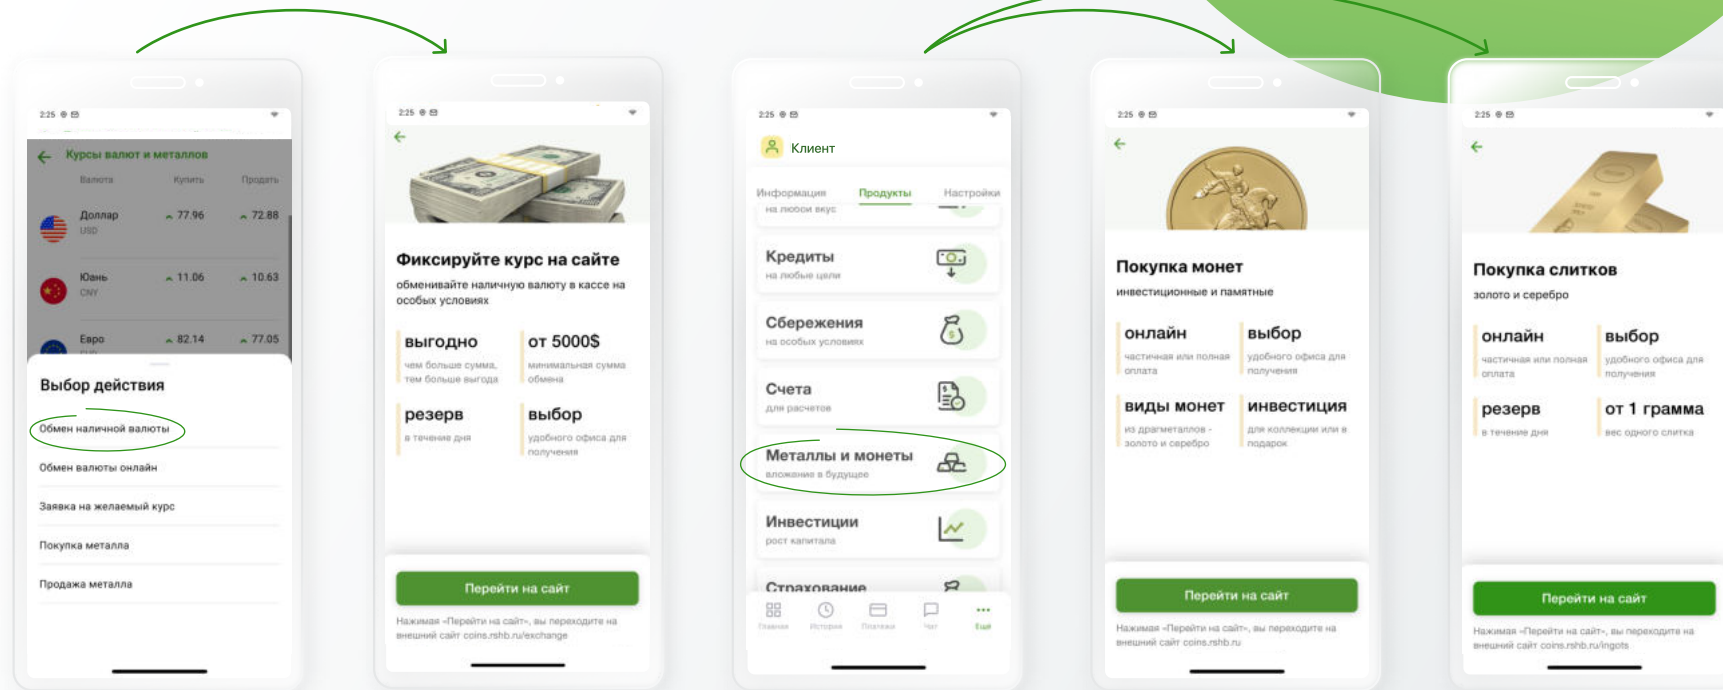 2:25
Курсы валют и металлов
Валюта Купить Продать
Доллар 77.96 72.88
USD
Юань 11.06 10.63
CNY
Евро 82.14 77.05
Выбор действия
Обмен наличной валюты
Обмен валюты онлайн
Заявка на желаемый курс
Покупка металла
Продажа металла
2:25
Фиксируйте курс на сайте
обменивайте наличную валюту в кассе на
особых условиях
выгодно
чем больше сумма,
тем больше выгода
от 5000$
минимальная сумма
обмена
резерв
в течение дня
выбор
удобного офиса для
получения
Перейти на сайт
Нажимая «Перейти на сайт», вы переходите на
внешний сайт coins.rshb.ru/exchange
2:25
Клиент
Информация Продукты Настройки
на любой вкус
Кредиты
на любые цели
Сбережения
на особых условиях
Счета
для расчетов
Металлы и монеты
вложение в будущее
Инвестиции
рост капитала
Страхование
Главная История Платежи Чат Ещё
2:25
Покупка монет
инвестиционные и памятные
онлайн
частичная или полная
оплата
выбор
удобного офиса для
получения
виды монет
из драгметаллов -
золото и серебро
инвестиция
для коллекции или в
подарок
Перейти на сайт
Нажимая «Перейти на сайт», вы переходите на
внешний сайт coins.rshb.ru
2:25
Покупка слитков
золото и серебро
онлайн
частичная или полная
оплата
выбор
удобного офиса для
получения
резерв
в течение дня
от 1 грамма
вес одного слитка
Перейти на сайт
Нажимая «Перейти на сайт», вы переходите на
внешний сайт coins.rshb.ru/ingots